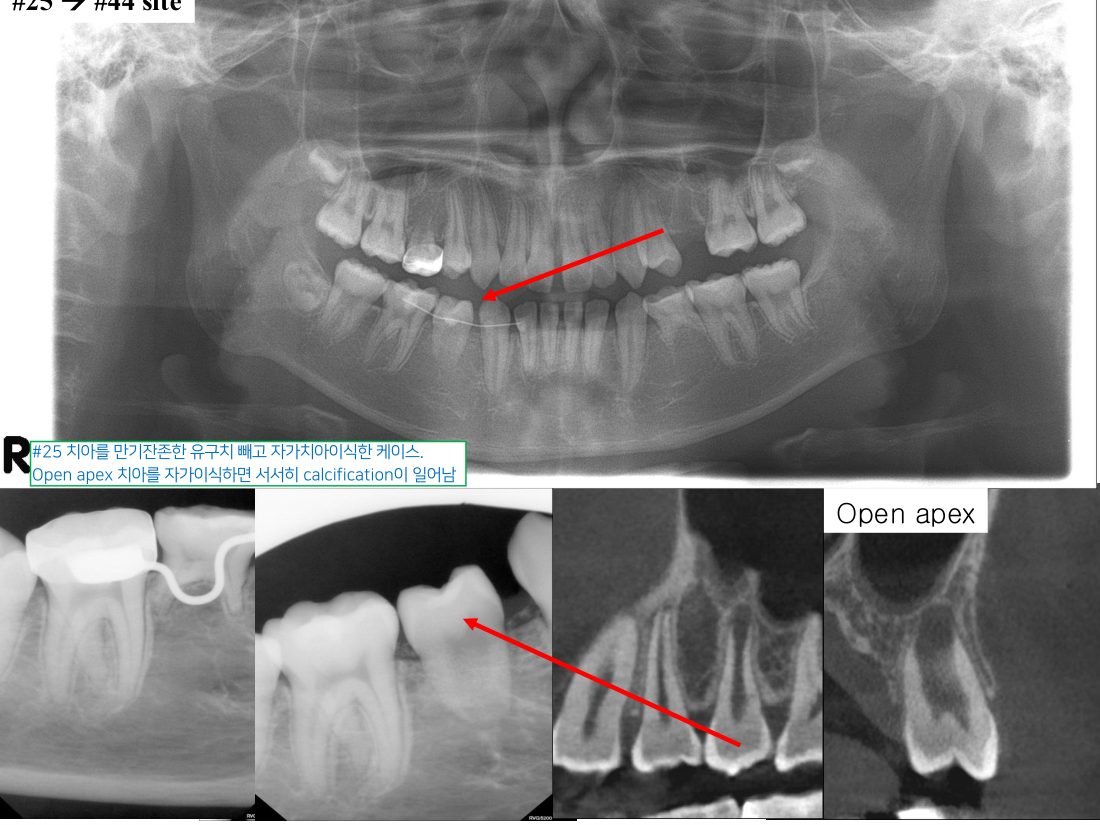 #25 → #44 site
R
#25 치아를 만기잔존한 유구치 빼고 자가치아이식한 케이스.
Open apex 치아를 자가이식하면 서서히 calcification이 일어남
Open apex